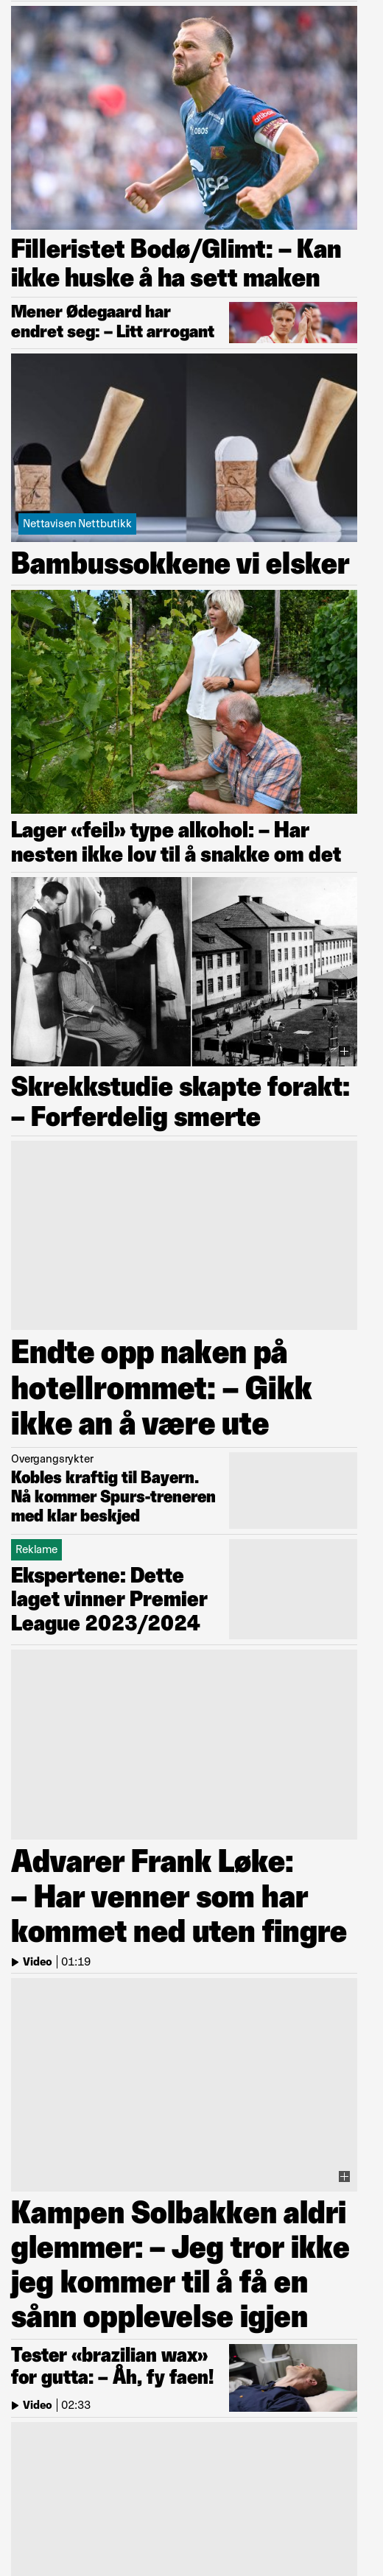 OBOS
Filleristet Bodø/Glimt: – Kan
ikke huske å ha sett maken
Mener Ødegaard har
endret seg: – Litt arrogant
Nettavisen Nettbutikk
Bambussokkene vi elsker
Lager «feil» type alkohol: – Har
nesten ikke lov til å snakke om det
Skrekkstudie skapte forakt:
– Forferdelig smerte
Endte opp naken på
hotellrommet: – Gikk
ikke an å være ute
Overgangsrykter
Kobles kraftig til Bayern.
Nå kommer Spurs-treneren
med klar beskjed
Reklame
Ekspertene: Dette
laget vinner Premier
League 2023/2024
Advarer Frank Løke:
– Har venner som har
kommet ned uten fingre
Video | 01:19
Kampen Solbakken aldri
glemmer: – Jeg tror ikke
jeg kommer til å få en
sånn opplevelse igjen
Tester «brazilian wax»
for gutta: – Åh, fy faen!
Video | 02:33